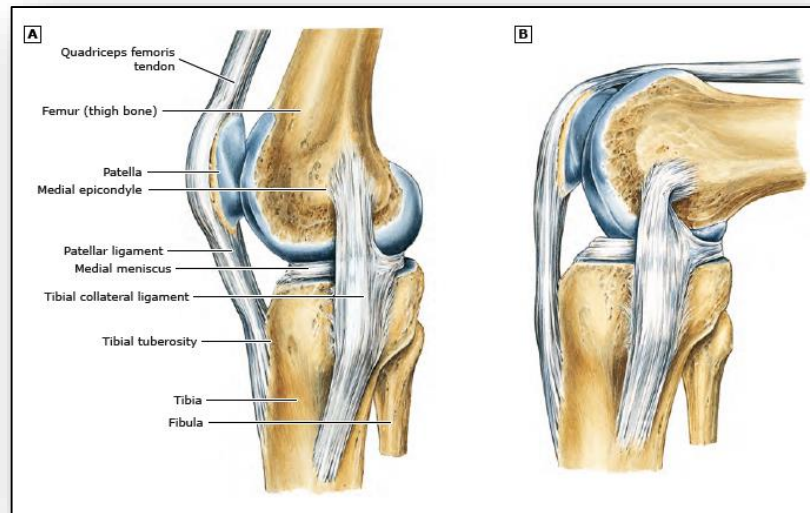 A
B
Quadriceps femoris
tendon
Femur (thigh bone)
Patella
Medial epicondyle
Patellar ligament
Medial meniscus
Tibial collateral ligament
Tibial tuberosity
Tibia
Fibula